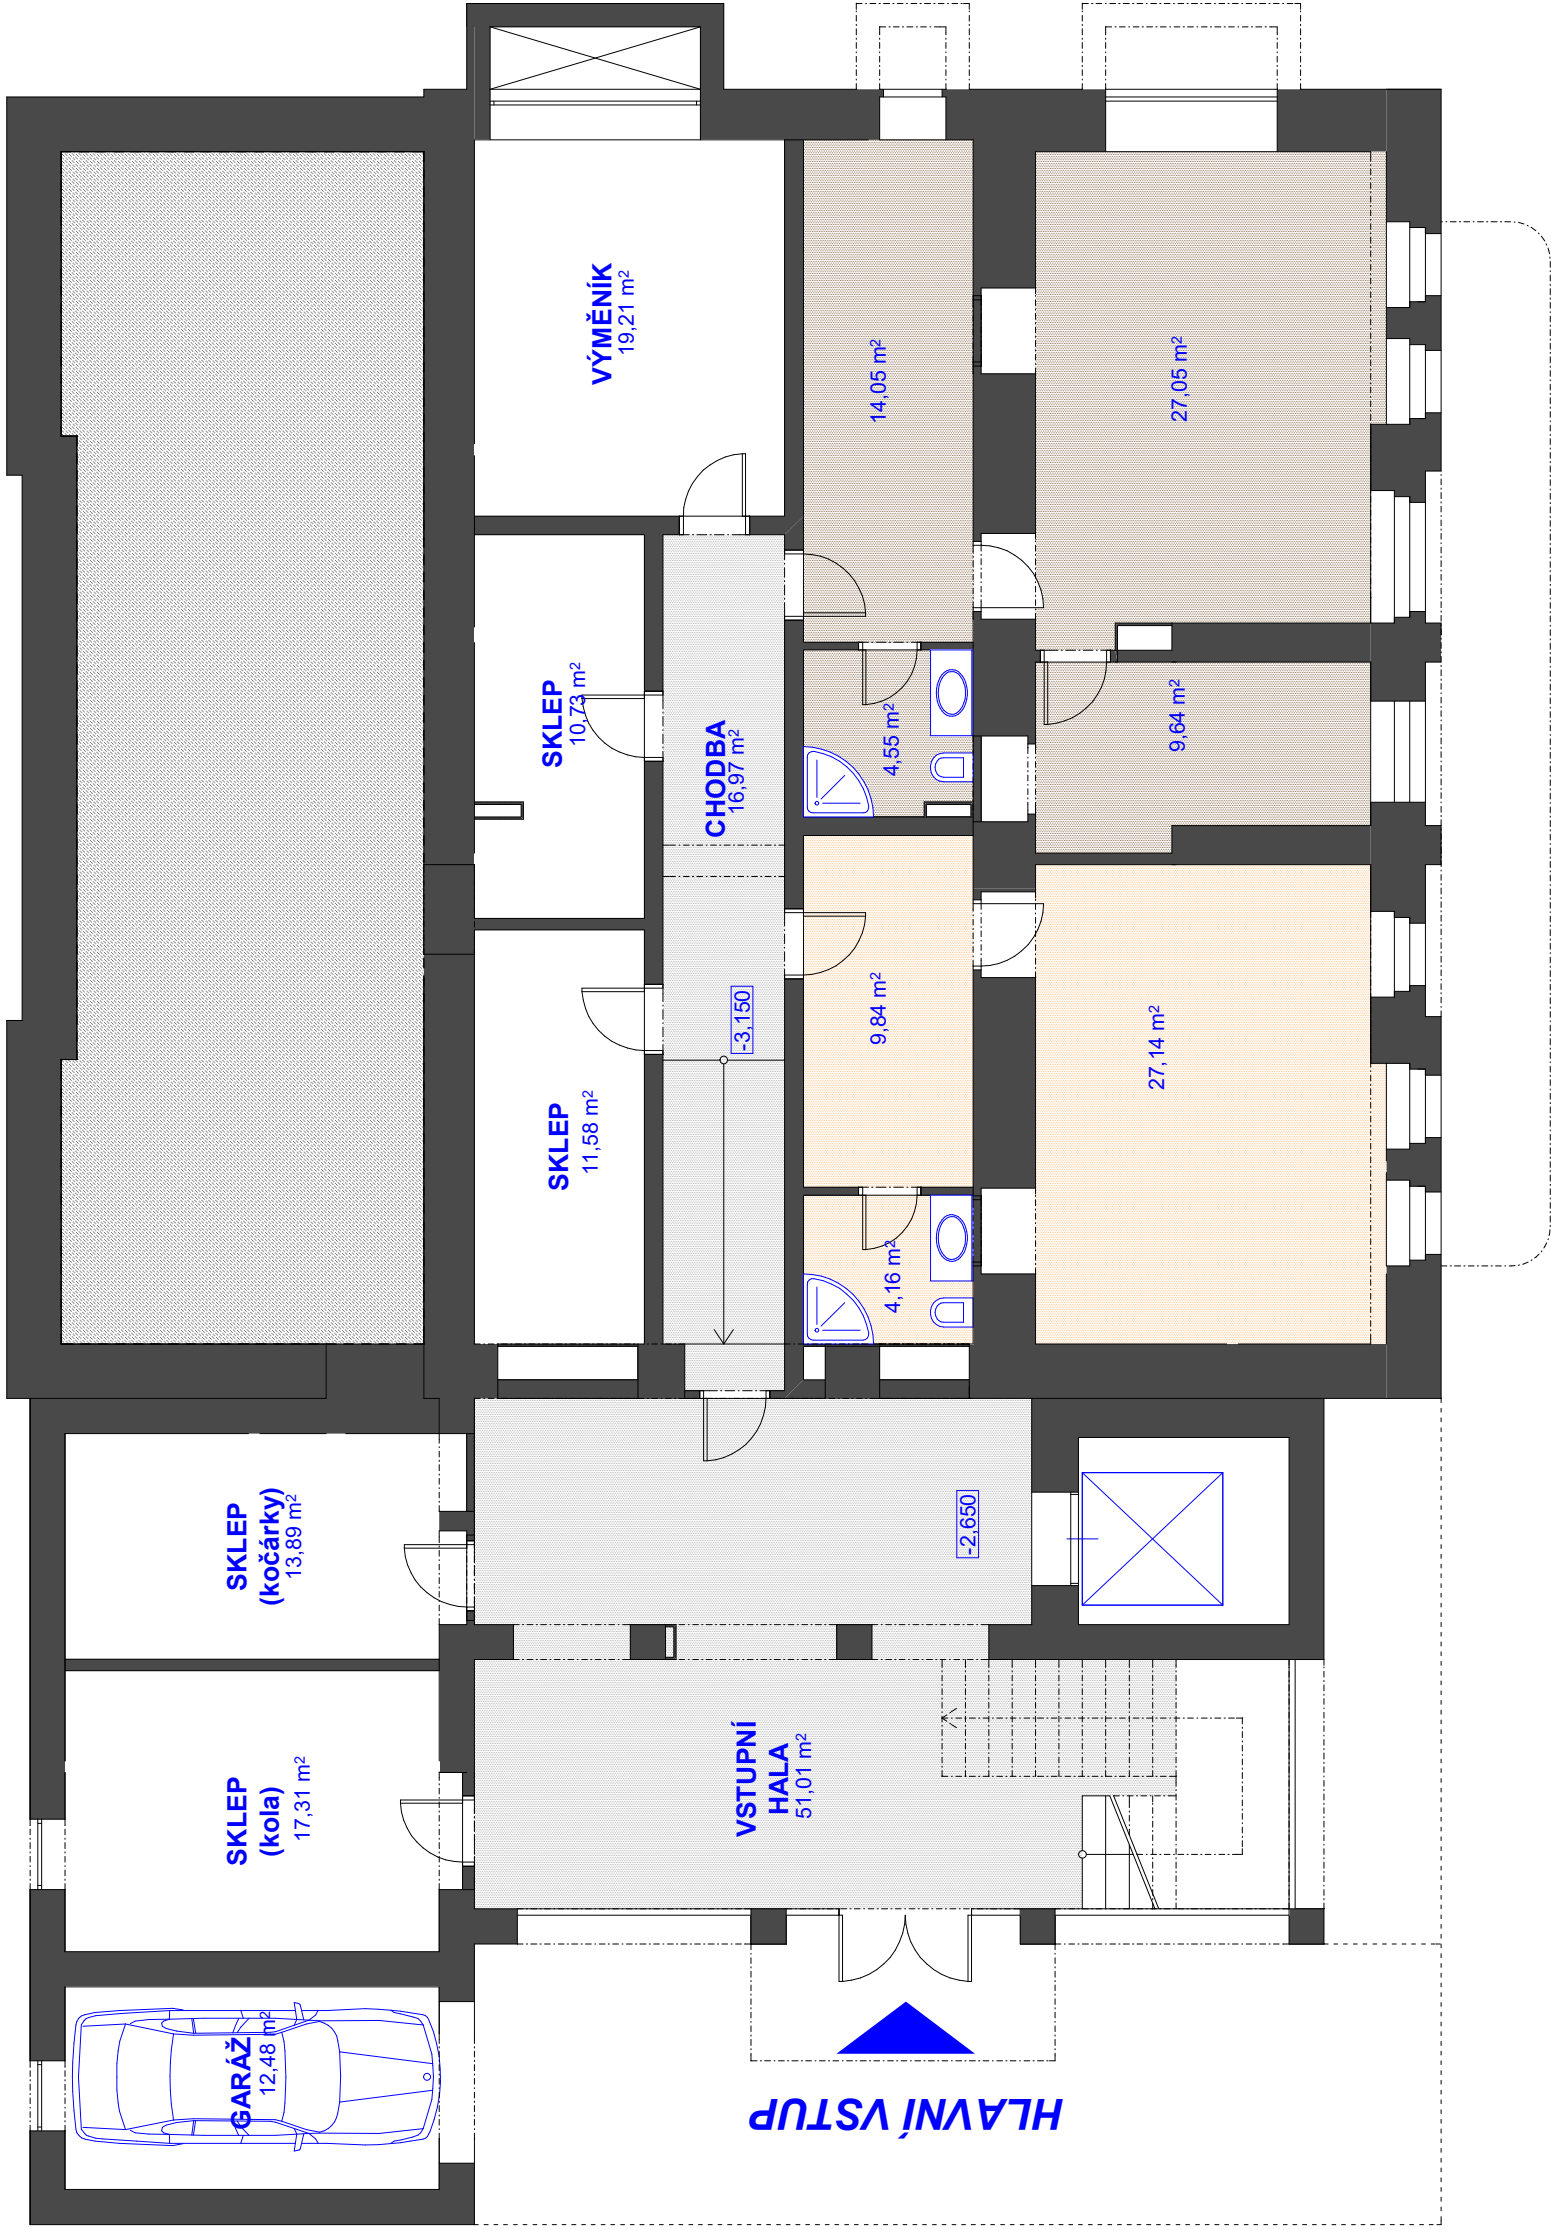 VÝMĚNÍK
19,21 m²
14,05 m²
27,05 m²
SKLEP
10,73 m²
CHODBA
16,97 m²
4,55 m²
9,64 m²
-3,150
9,84 m²
27,14 m²
SKLEP
11,58 m²
4,16 m²
SKLEP
(kočárky)
13,89 m²
-2,650
SKLEP
(kola)
17,31 m²
VSTUPNÍ
HALA
51,01 m²
GARÁŽ
12,48 m²
HLAVNÍ VSTUP